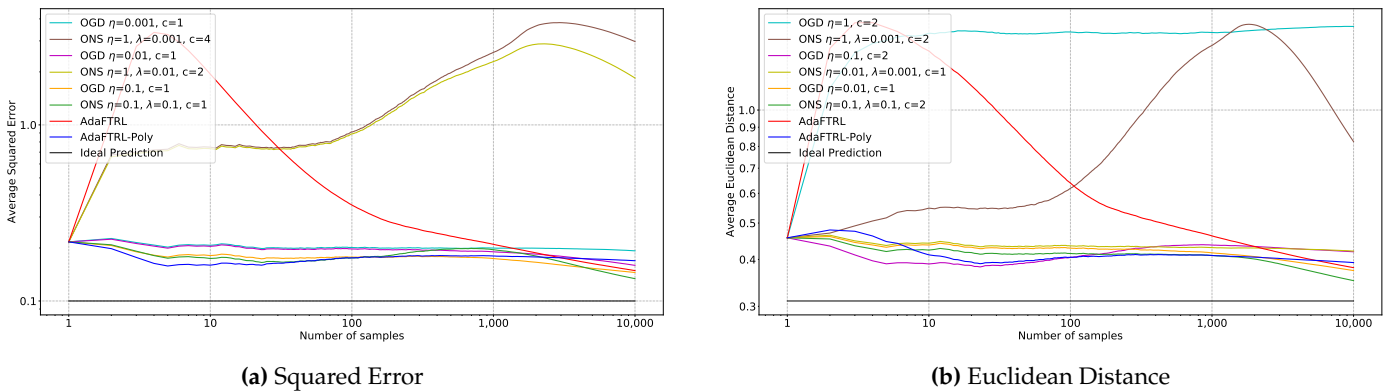 OGD η=0.001, c=1
ONS η=1, λ=0.001, c=4
OGD η=0.01, c=1
ONS η=1, λ=0.01, c=2
OGD η=0.1, c=1
ONS η=0.1, λ=0.1, c=1
AdaFTRL
AdaFTRL-Poly
Ideal Prediction
Average Squared Error
1.0
0.1
1
10
100
1,000
10,000
Number of samples
(a) Squared Error
OGD η=1, c=2
ONS η=1, λ=0.001, c=2
OGD η=0.1, c=2
ONS η=0.01, λ=0.001, c=1
OGD η=0.01, c=1
ONS η=0.1, λ=0.1, c=2
AdaFTRL
AdaFTRL-Poly
Ideal Prediction
Average Euclidean Distance
1.0
0.9
0.8
0.7
0.6
0.5
0.4
0.3
1
10
100
1,000
10,000
Number of samples
(b) Euclidean Distance